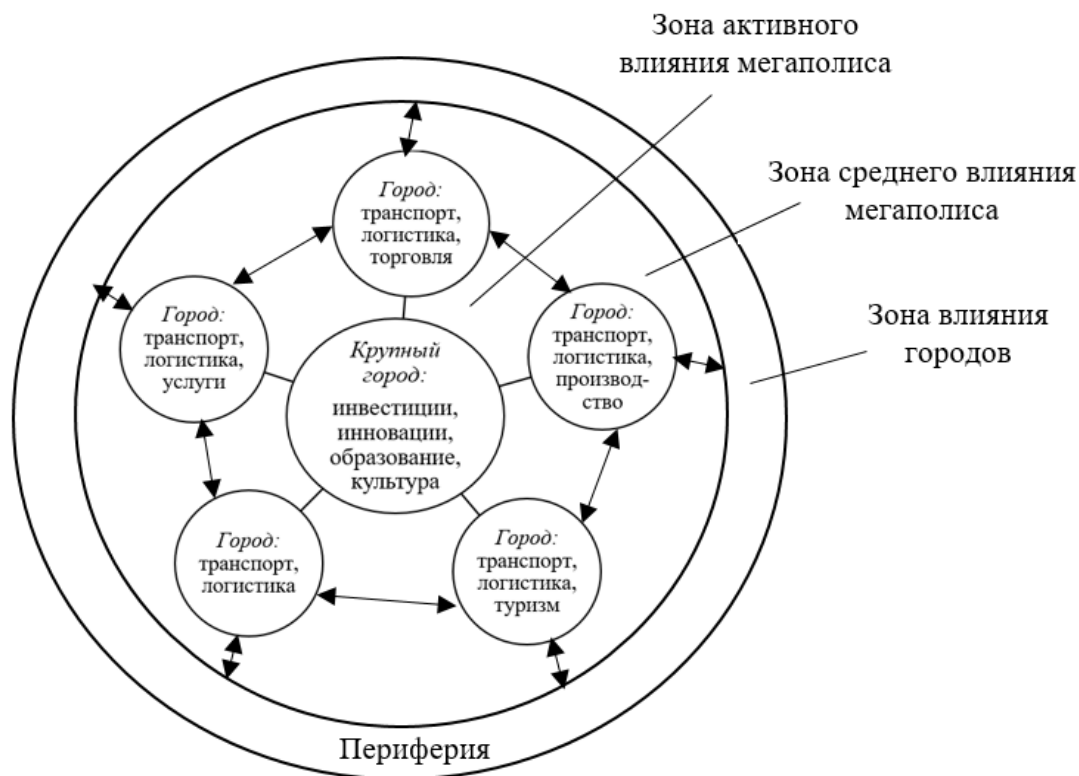 Зона активного
влияния мегаполиса
Зона среднего влияния
мегаполиса
Зона влияния
городов
Город:
транспорт,
логистика,
торговля
Город:
транспорт,
логистика,
услуги
Город:
транспорт,
логистика,
производ-
ство
Крупный
город:
инвестиции,
инновации,
образование,
культура
Город:
транспорт,
логистика
Город:
транспорт,
логистика,
туризм
Периферия